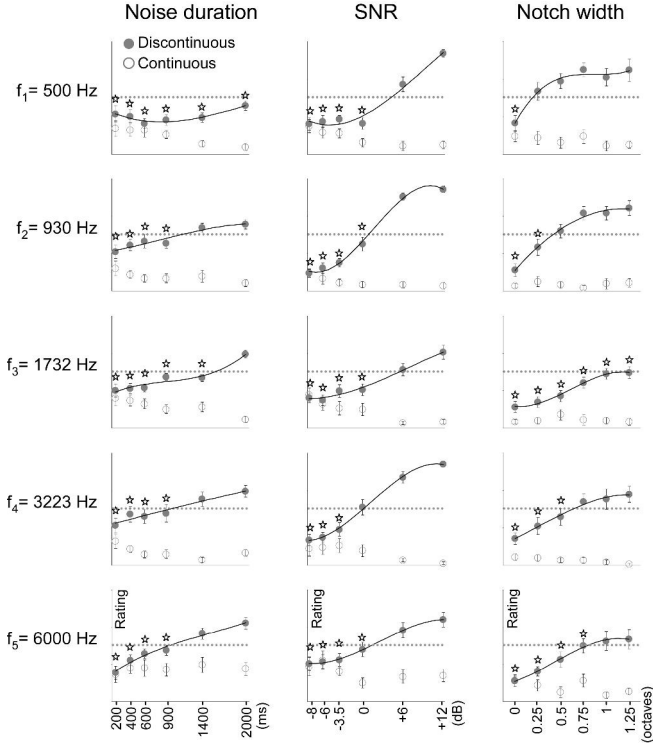 Noise duration SNR Notch width
Discontinuous
Continuous
f1= 500 Hz
f2= 930 Hz
f3= 1732 Hz
f4= 3223 Hz
f5= 6000 Hz
Rating Rating Rating
200 400 600 900 1400 2000 (ms)
-8 -6 -3.5 0 +6 +12 (dB)
0 0.25 0.5 0.75 1 1.25 (octaves)